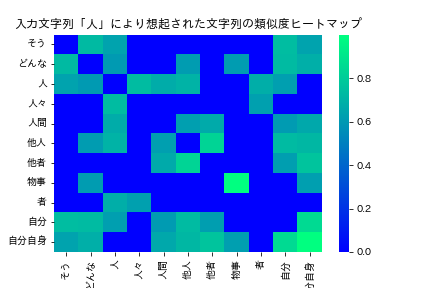 入力文字列「人」により想起された文字列の類似度ヒートマップ
そう
どんな
人
人々
人間
他人
他者
物事
者
自分
自分自身
そう
どんな
人
人々
人間
他人
他者
物事
者
自分
分自身
0.8
0.6
0.4
0.2
0.0